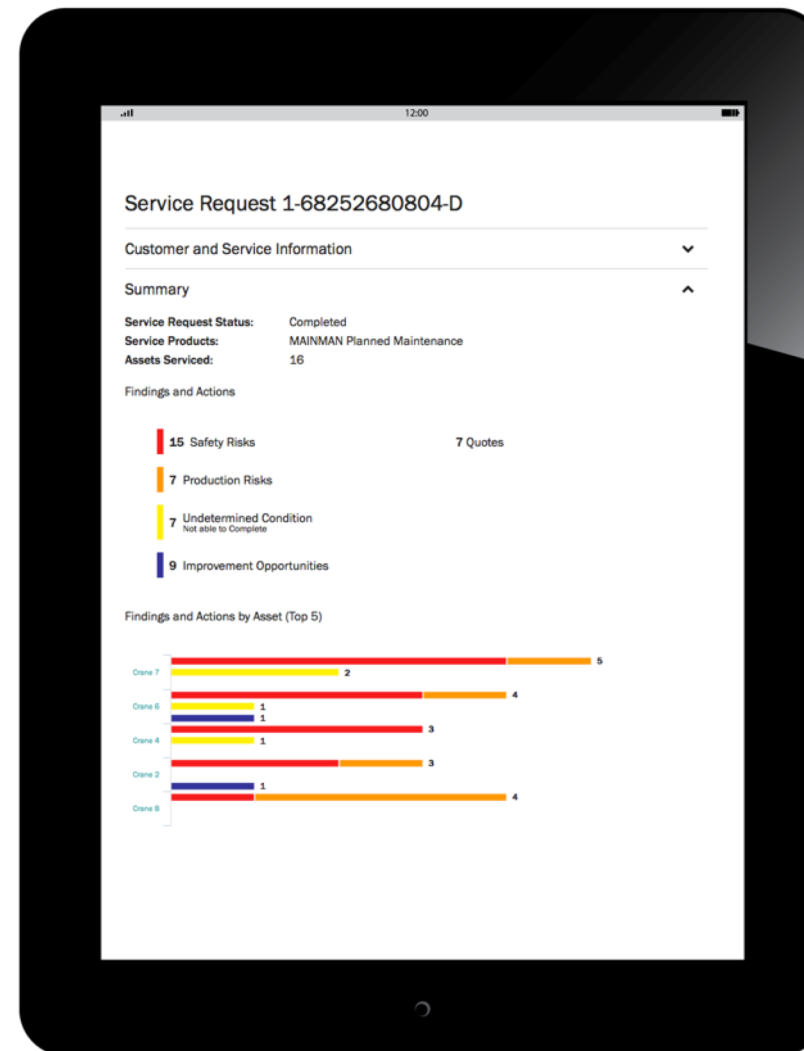 12:00
Service Request 1-68252680804-D
Customer and Service Information
Summary
Service Request Status: Completed
Service Products: MAINMAN Planned Maintenance
Assets Serviced: 16
Findings and Actions
15 Safety Risks 7 Quotes
7 Production Risks
7 Undetermined Condition
Not able to Complete
9 Improvement Opportunities
Findings and Actions by Asset (Top 5)
5
Crane 7 2
4
Crane 6 1
1
3
Crane 4 1
3
Crane 2
1
4
Crane 8